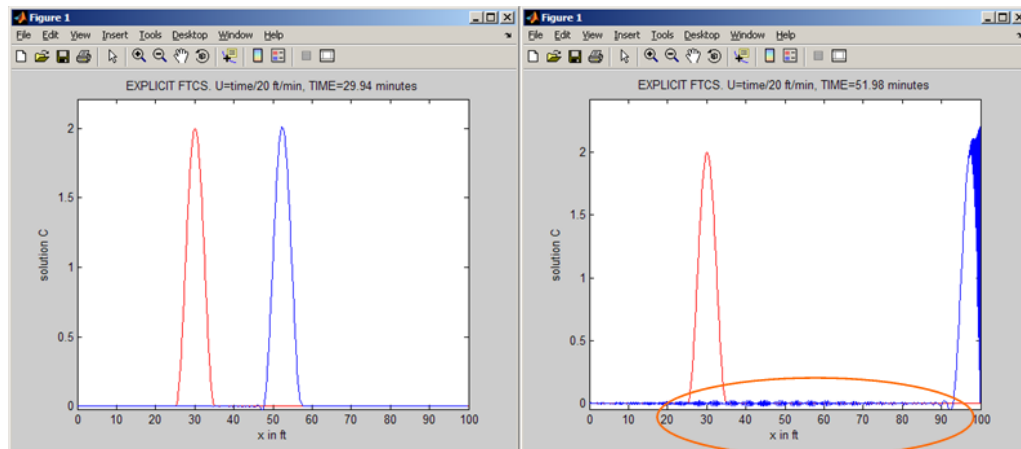 Figure 1
File Edit View Insert Tools Desktop Window Help
EXPLICIT FTCS. U=time/20 ft/min, TIME=29.94 minutes
2
1.5
1
0.5
0
solution C
0 10 20 30 40 50 60 70 80 90 100
x in ft
Figure 1
File Edit View Insert Tools Desktop Window Help
EXPLICIT FTCS. U=time/20 ft/min, TIME=51.98 minutes
2
1.5
1
0.5
0
solution C
0 10 20 30 40 50 60 70 80 90 100
x in ft